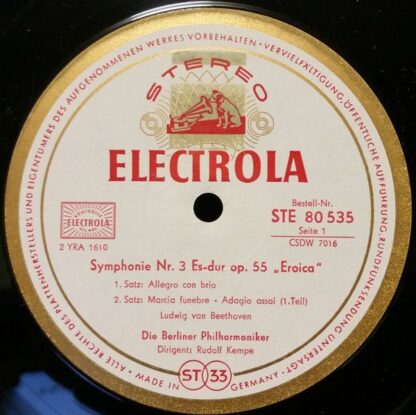 ALLE RECHTE DES PLATTENHERSTELLERS UND EIGENTÜMERS DES AUFGENOMMENEN WERKES VORBEHALTEN · VERVIELFÄLTIGUNG, ÖFFENTLICHE AUFFÜHRUNG, RUNDFUNKSENDUNG UNTERSAGT ·
STEREO
ELECTROLA
Bestell-Nr.
STE 80 535
Seite 1
CSDW 7016
ELECTROLA
2 YRA 1610
Symphonie Nr. 3 Es-dur op. 55 „Eroica“
1. Satz: Allegro con brio
2. Satz: Marcia funebre - Adagio assai (1. Teil)
Ludwig van Beethoven
Die Berliner Philharmoniker
Dirigent: Rudolf Kempe
MADE IN GERMANY
ST 33